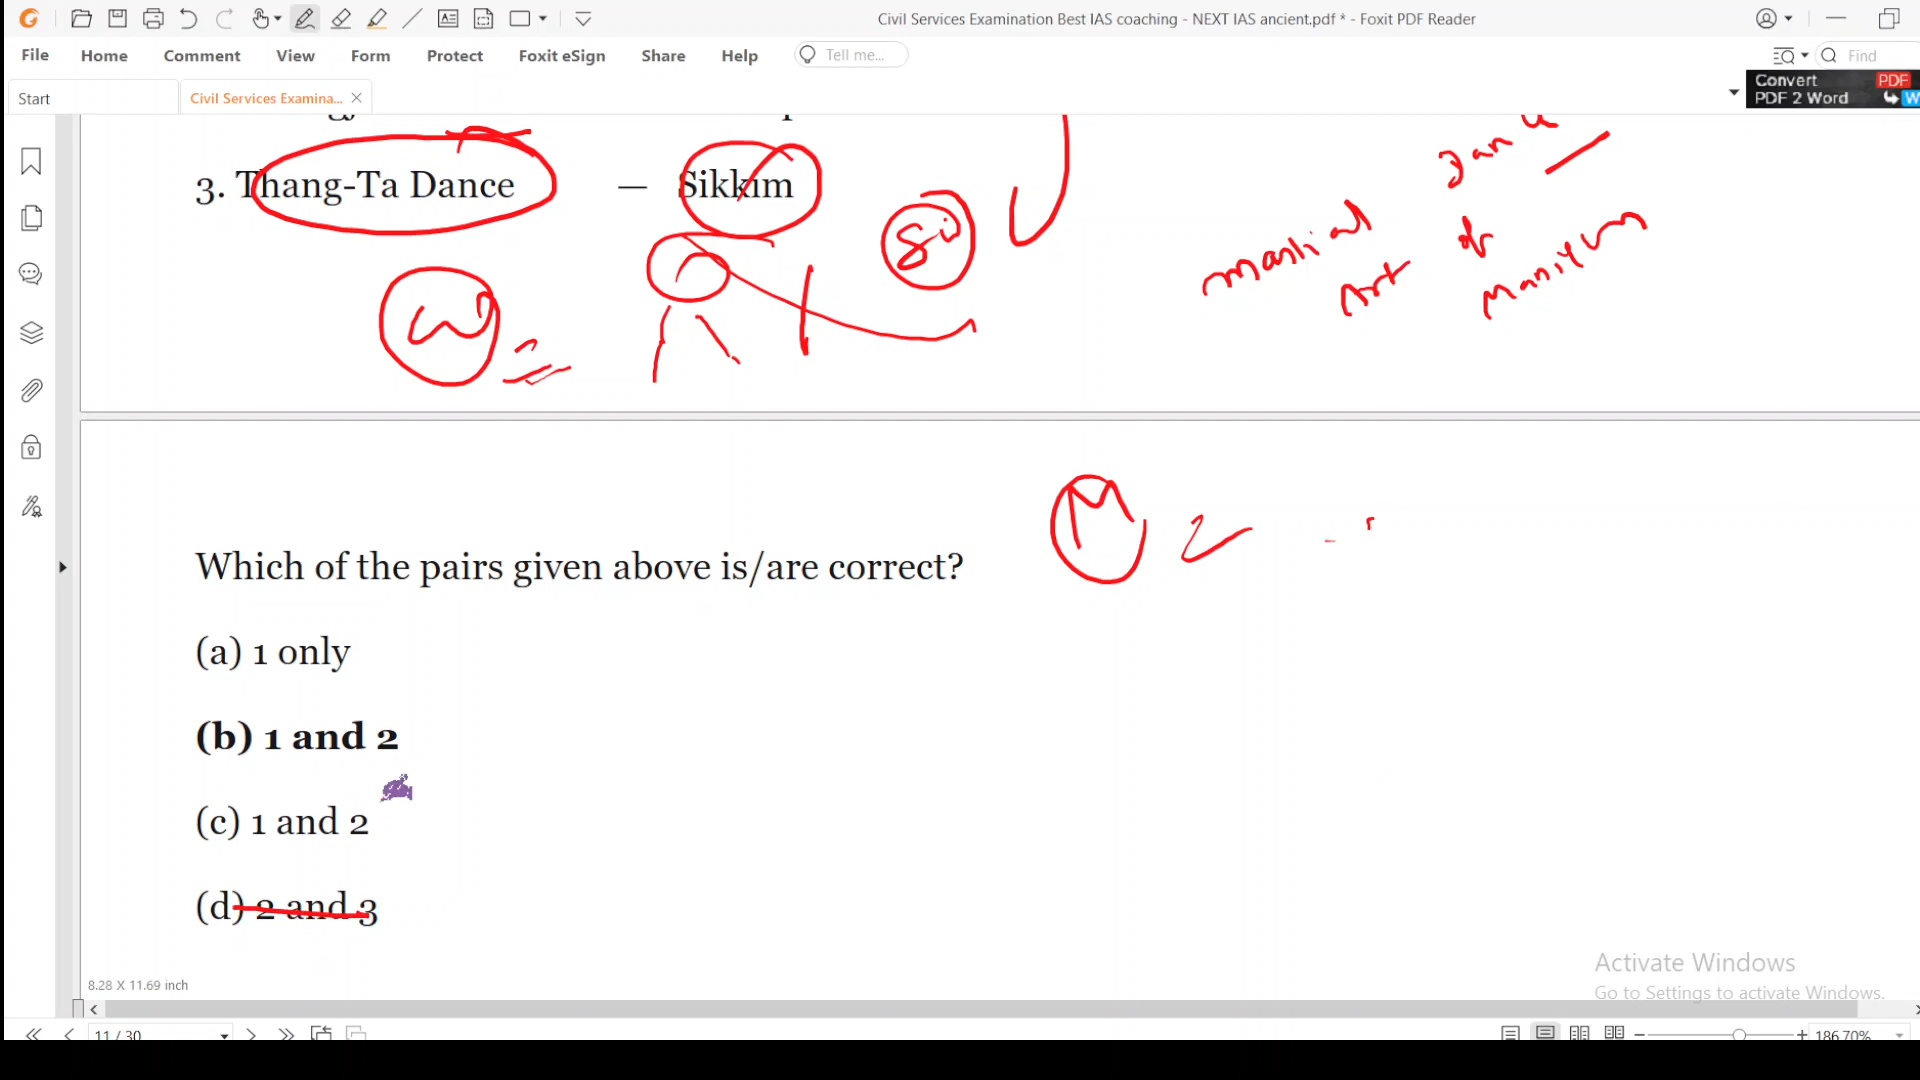 Civil Services Examination Best IAS coaching - NEXT IAS ancient.pdf * - Foxit PDF Reader
File Home Comment View Form Protect Foxit eSign Share Help Tell me... Find
Convert PDF
PDF 2 Word W
Start Civil Services Examina...
3. Thang-Ta Dance — Sikkim
Dance
Martial Art of Manipur
M
Which of the pairs given above is/are correct?
(a) 1 only
(b) 1 and 2
(c) 1 and 2
(d) 2 and 3
Activate Windows
Go to Settings to activate Windows.
8.28 X 11.69 inch
11 / 30
186.70%